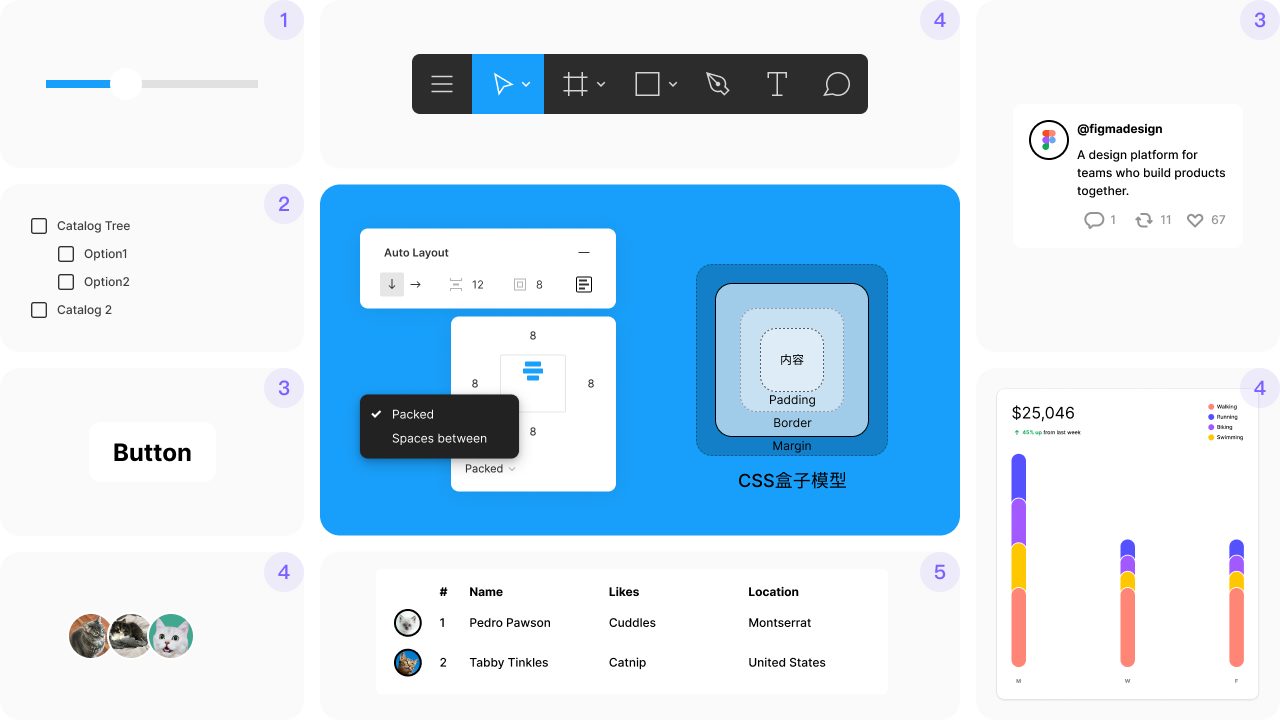 1
4
3
@figmadesign
A design platform for
teams who build products
together.
1 11 67
2
Catalog Tree
Option1
Option2
Catalog 2
Auto Layout
12 8
8
8 8
8
Packed
Spaces between
Packed
内容
Padding
Border
Margin
CSS盒子模型
3
Button
4
$25,046
45% up from last week
Walking
Running
Biking
Swimming
M W F
4
5
# Name Likes Location
1 Pedro Pawson Cuddles Montserrat
2 Tabby Tinkles Catnip United States